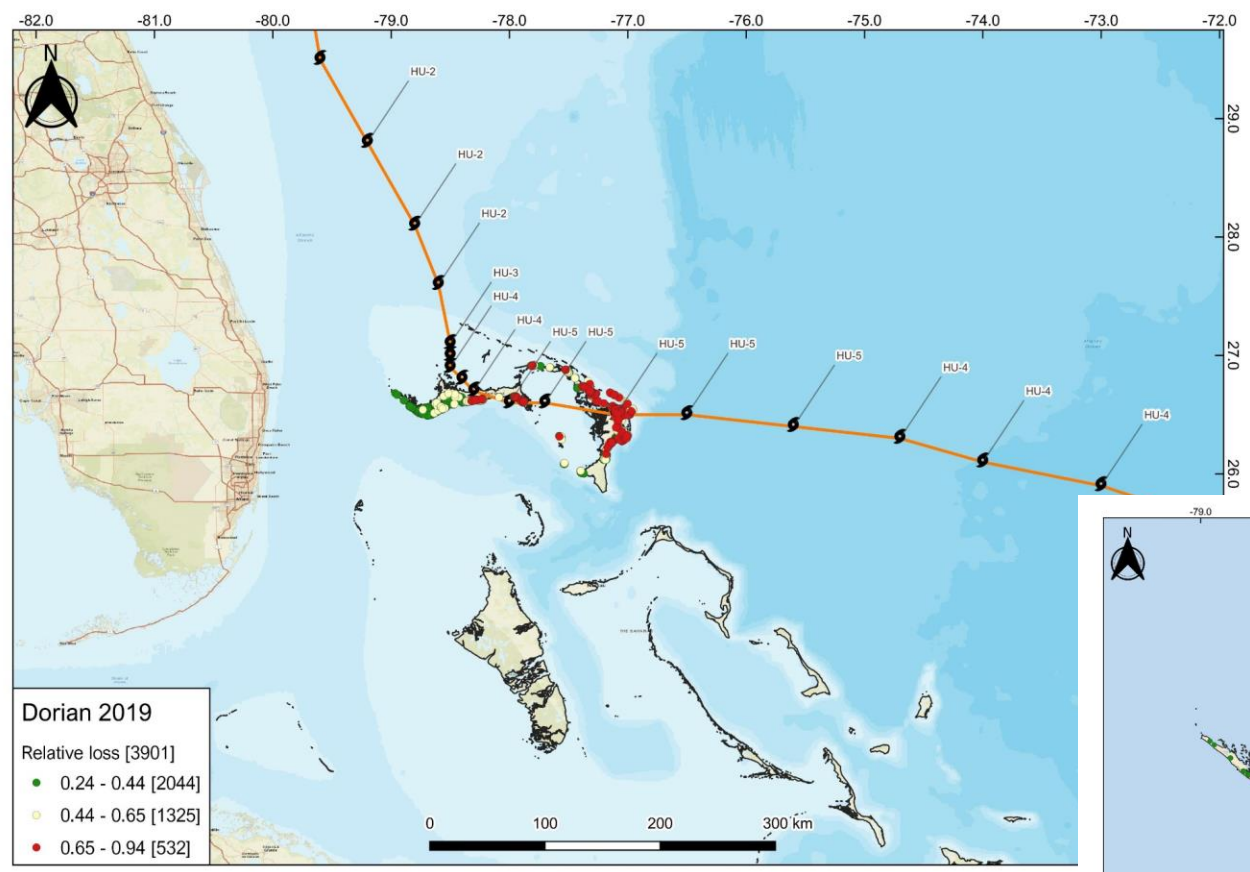 -82.0 -81.0 -80.0 -79.0 -78.0 -77.0 -76.0 -75.0 -74.0 -73.0 -72.0
N
HU-2
29.0
HU-2
28.0
HU-2
HU-3
HU-4
HU-4
HU-5
HU-5
HU-5
HU-5
HU-5
HU-4
HU-4
HU-4
27.0
26.0
-79.0
N
THE BAHAMAS
Dorian 2019
Relative loss [3901]
0.24 - 0.44 [2044]
0.44 - 0.65 [1325]
0.65 - 0.94 [532]
0 100 200 300 km